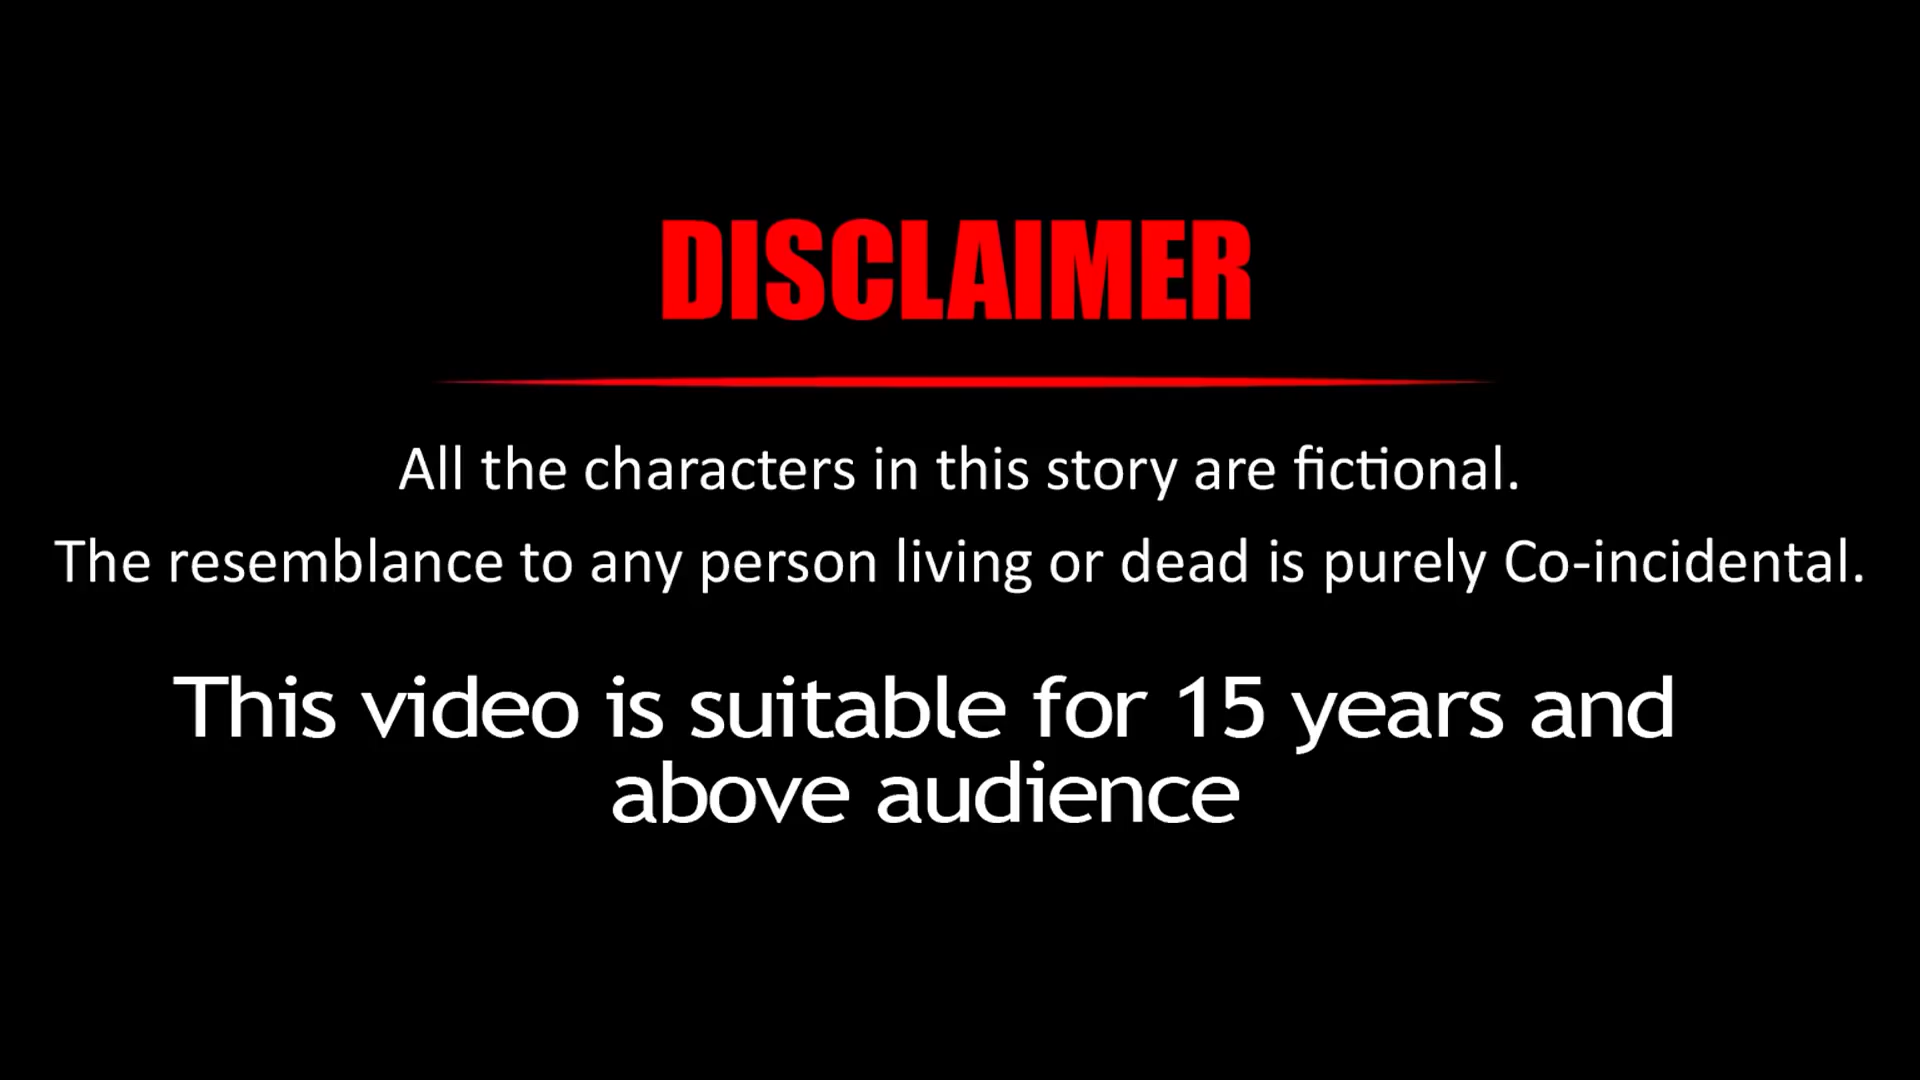 DISCLAIMER
All the characters in this story are fictional.
The resemblance to any person living or dead is purely Co-incidental.
This video is suitable for 15 years and
above audience